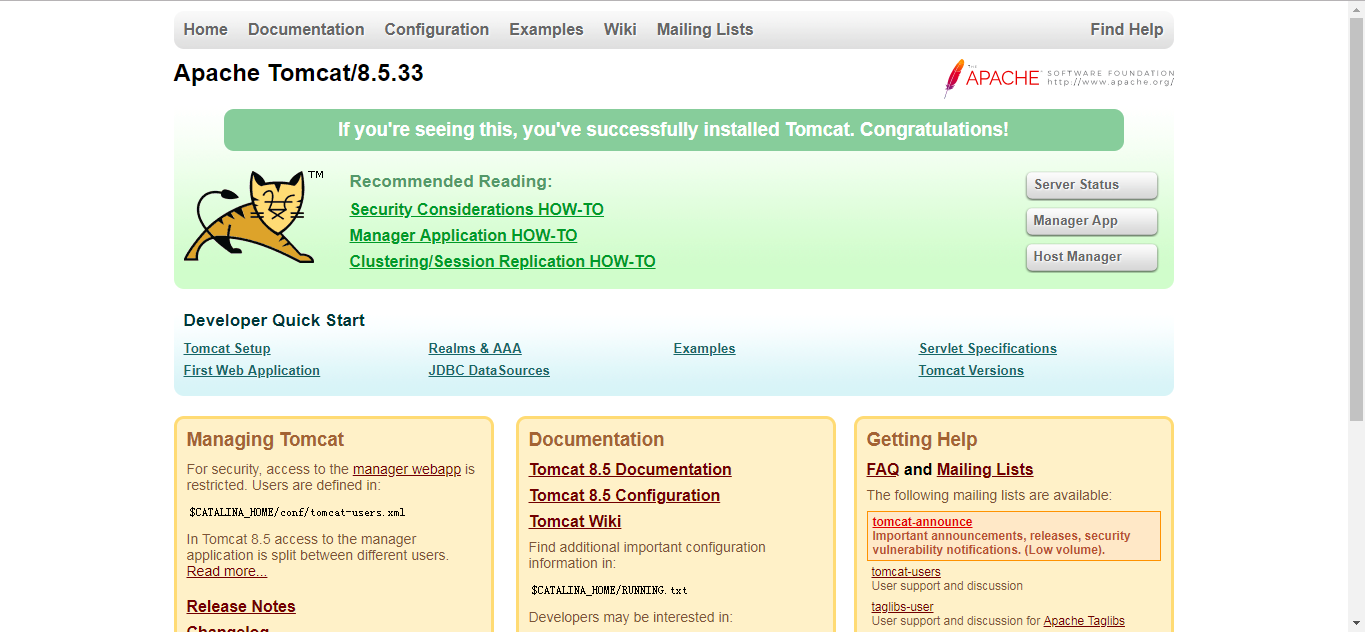 Home Documentation Configuration Examples Wiki Mailing Lists Find Help
Apache Tomcat/8.5.33
THE APACHE SOFTWARE FOUNDATION
http://www.apache.org/
If you're seeing this, you've successfully installed Tomcat. Congratulations!
TM
Recommended Reading:
Security Considerations HOW-TO
Manager Application HOW-TO
Clustering/Session Replication HOW-TO
Server Status
Manager App
Host Manager
Developer Quick Start
Tomcat Setup
First Web Application
Realms & AAA
JDBC DataSources
Examples
Servlet Specifications
Tomcat Versions
Managing Tomcat
For security, access to the manager webapp is
restricted. Users are defined in:
$CATALINA_HOME/conf/tomcat-users.xml
In Tomcat 8.5 access to the manager
application is split between different users.
Read more...
Release Notes
Changelog
Documentation
Tomcat 8.5 Documentation
Tomcat 8.5 Configuration
Tomcat Wiki
Find additional important configuration
information in:
$CATALINA_HOME/RUNNING.txt
Developers may be interested in:
Getting Help
FAQ and Mailing Lists
The following mailing lists are available:
tomcat-announce
Important announcements, releases, security
vulnerability notifications. (Low volume).
tomcat-users
User support and discussion
taglibs-user
User support and discussion for Apache Taglibs